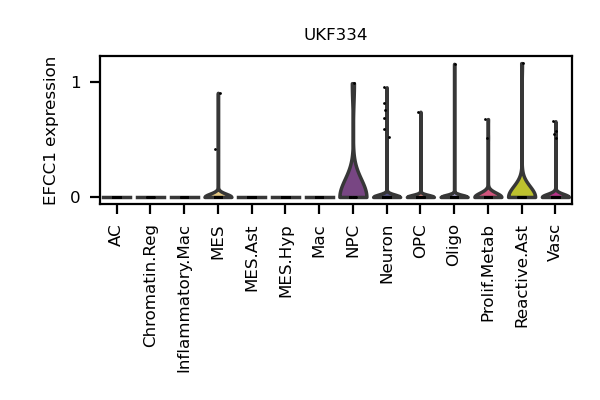 UKF334
EFCC1 expression
1
0
AC
Chromatin.Reg
Inflammatory.Mac
MES
MES.Ast
MES.Hyp
Mac
NPC
Neuron
OPC
Oligo
Prolif.Metab
Reactive.Ast
Vasc